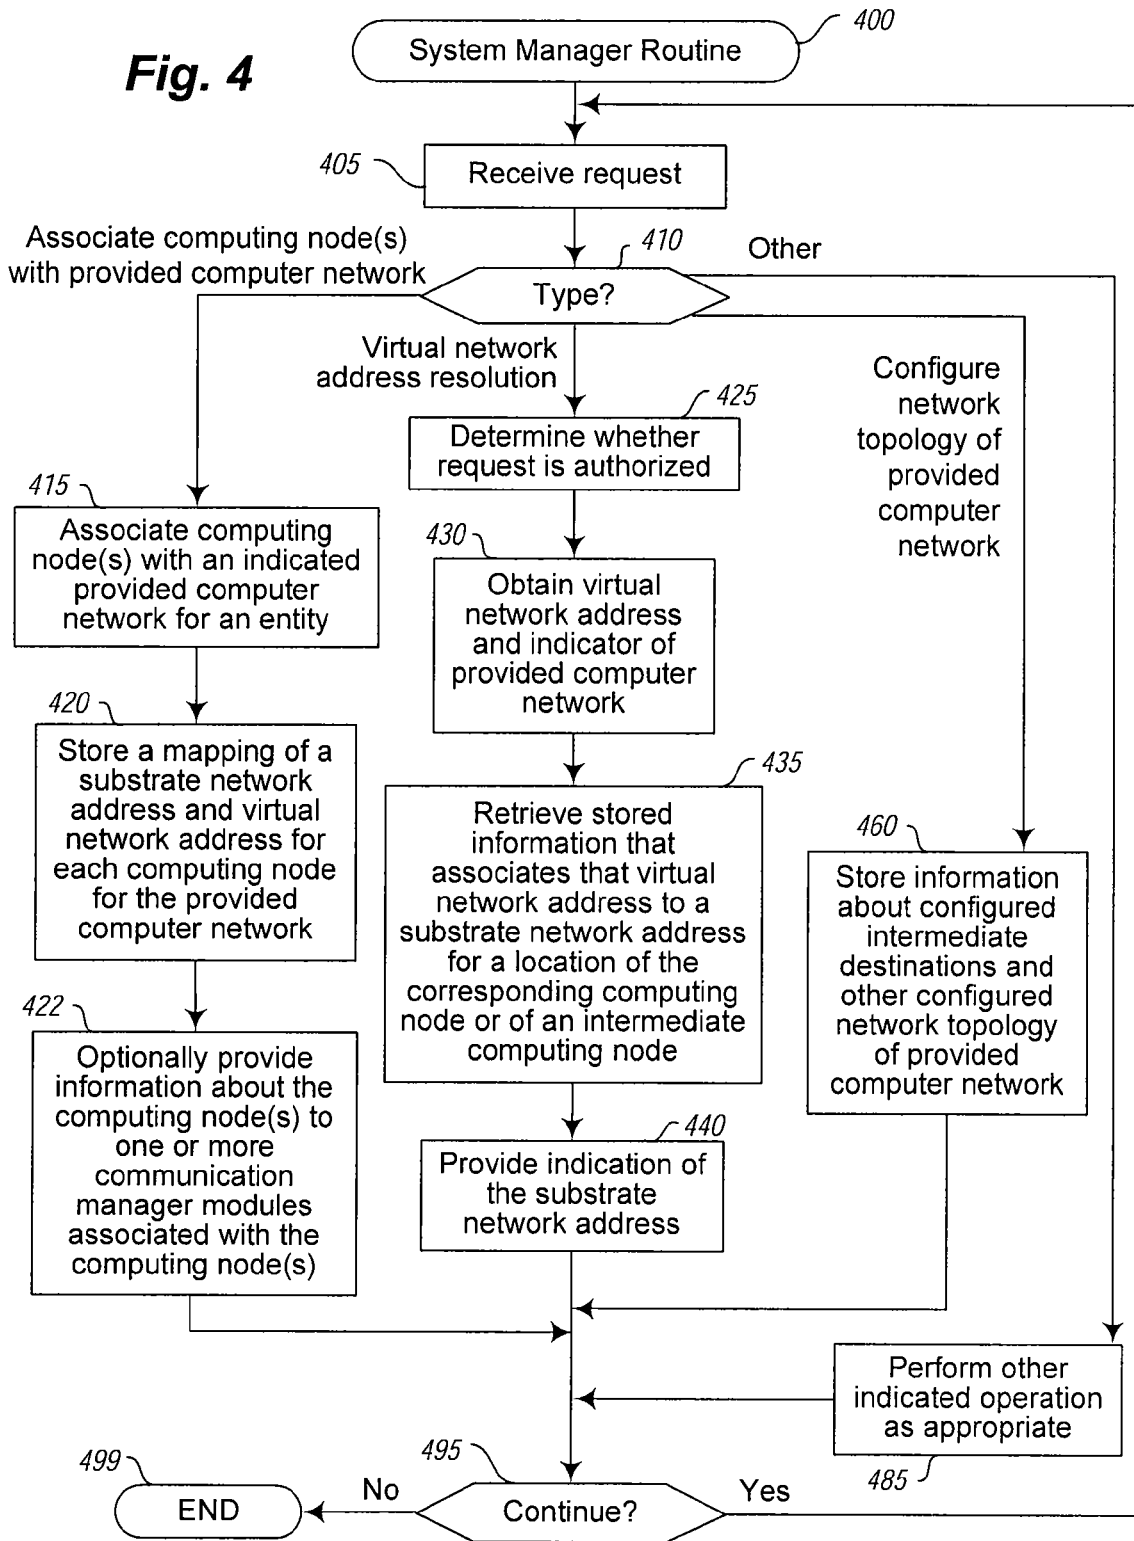 Fig. 4
System Manager Routine
400
405
Receive request
Associate computing node(s)
with provided computer network
410
Other
Type?
Virtual network
address resolution
Configure
network
topology of
provided
computer
network
425
Determine whether
request is authorized
415
Associate computing
node(s) with an indicated
provided computer
network for an entity
430
Obtain virtual
network address
and indicator of
provided computer
network
420
Store a mapping of a
substrate network
address and virtual
network address for
each computing node
for the provided
computer network
435
Retrieve stored
information that
associates that virtual
network address to a
substrate network address
for a location of the
corresponding computing
node or of an intermediate
computing node
460
Store information
about configured
intermediate
destinations and
other configured
network topology
of provided
computer network
422
Optionally provide
information about the
computing node(s) to
one or more
communication
manager modules
associated with the
computing node(s)
440
Provide indication of
the substrate
network address
Perform other
indicated operation
as appropriate
485
495
Continue?
Yes
No
499
END